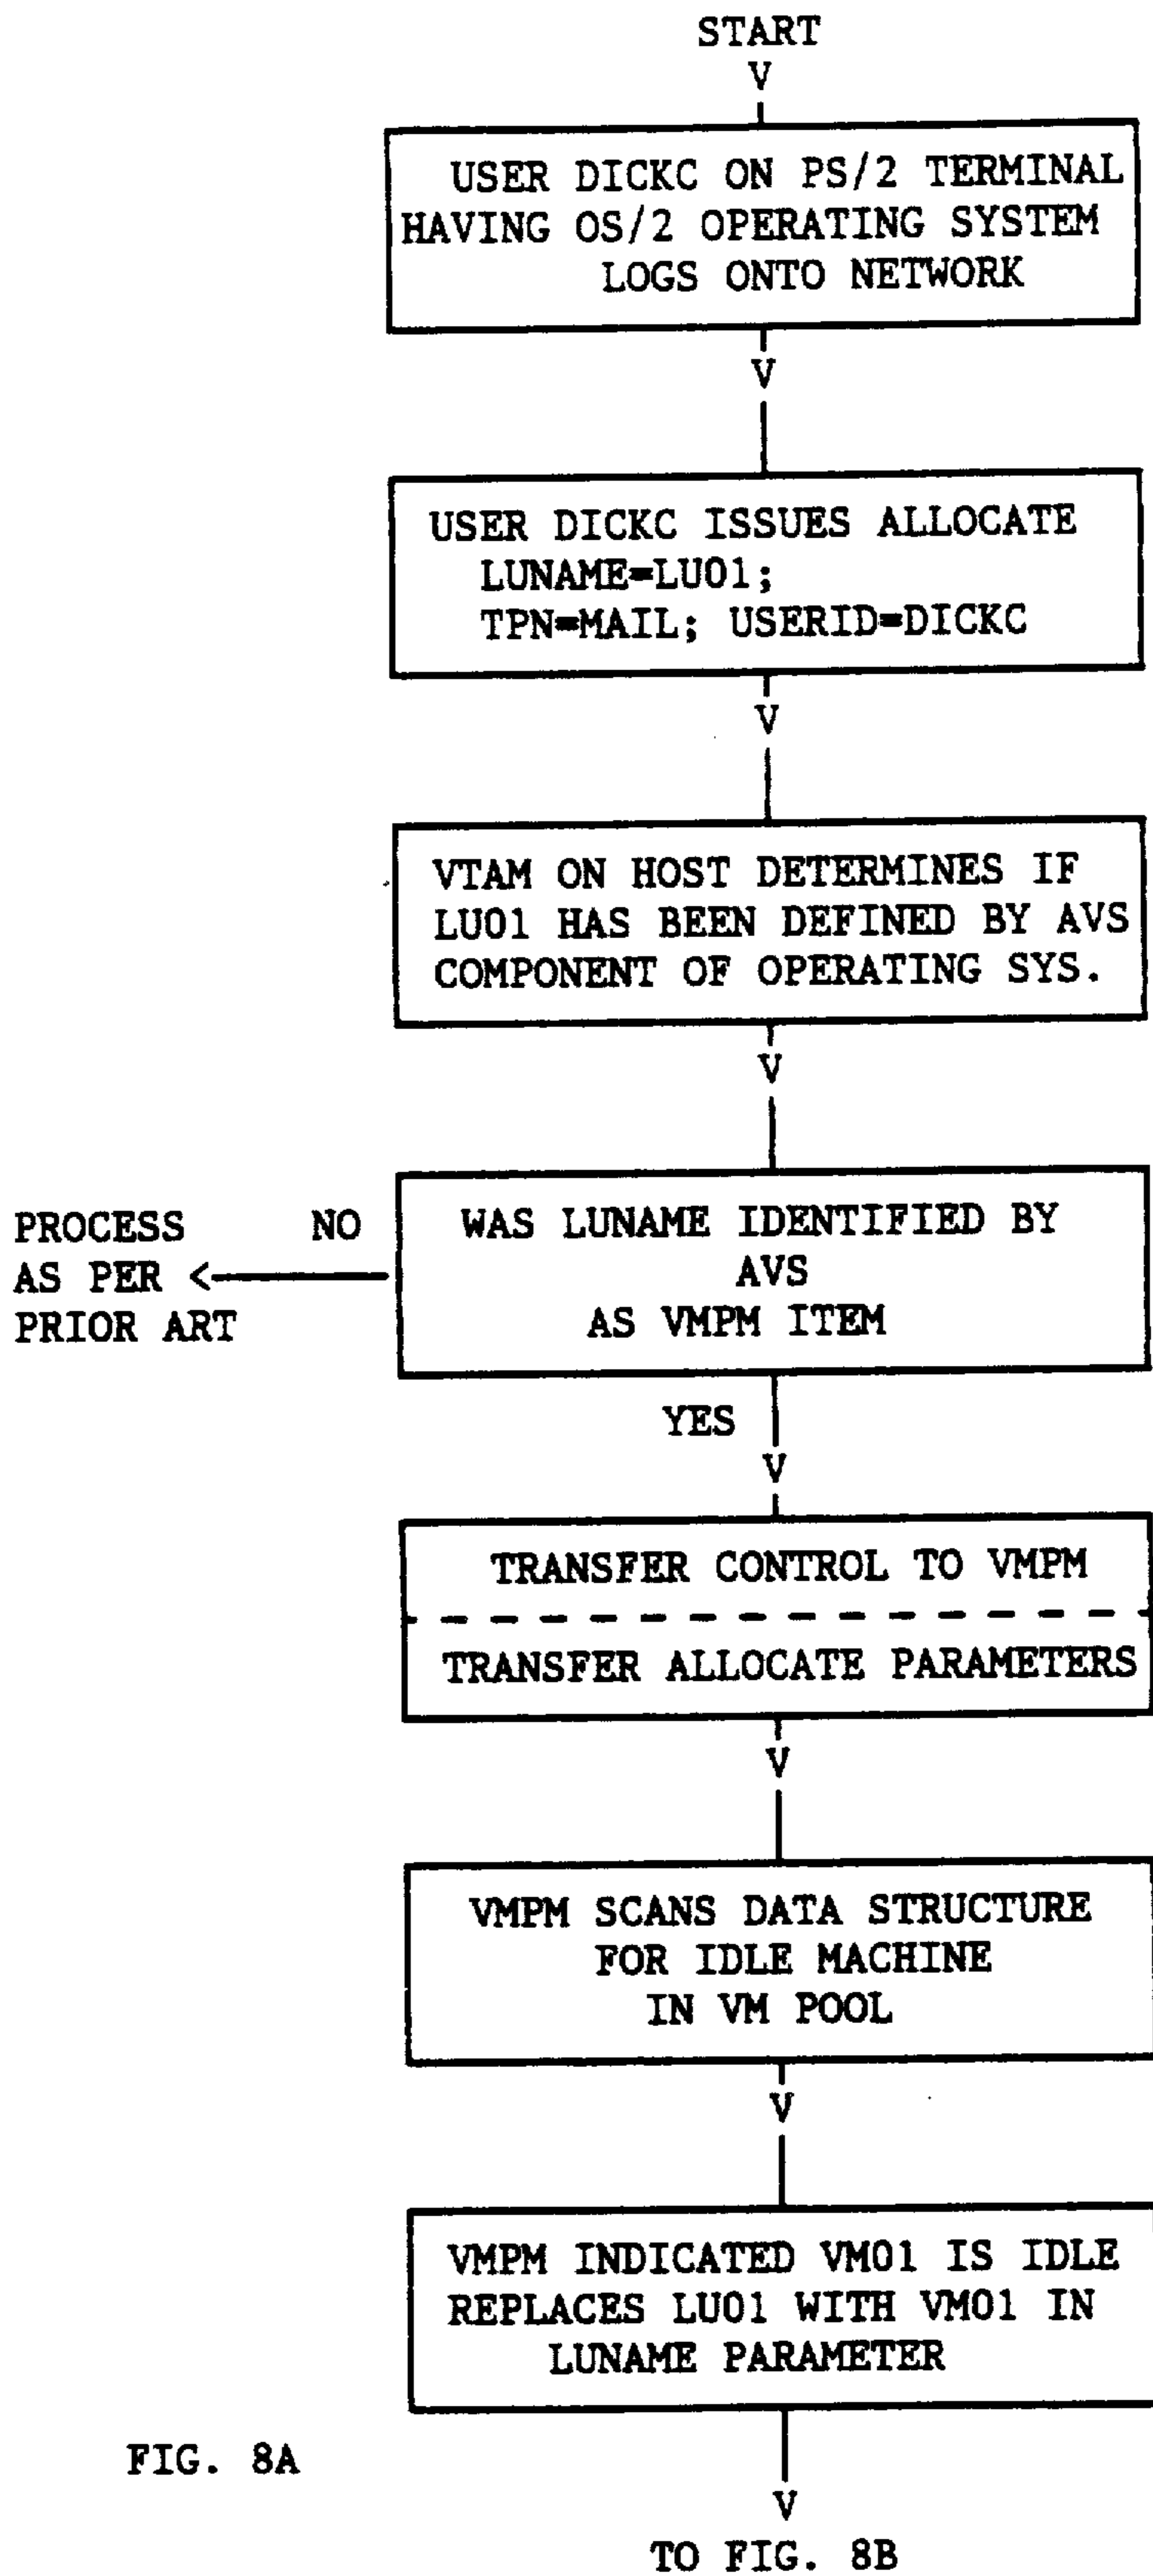 START
V
USER DICKC ON PS/2 TERMINAL
HAVING OS/2 OPERATING SYSTEM
LOGS ONTO NETWORK
V
USER DICKC ISSUES ALLOCATE
LUNAME=LU01;
TPN=MAIL; USERID=DICKC
V
VTAM ON HOST DETERMINES IF
LU01 HAS BEEN DEFINED BY AVS
COMPONENT OF OPERATING SYS.
V
WAS LUNAME IDENTIFIED BY
AVS
AS VMPM ITEM
NO
PROCESS
AS PER <
PRIOR ART
YES
V
TRANSFER CONTROL TO VMPM
TRANSFER ALLOCATE PARAMETERS
V
VMPM SCANS DATA STRUCTURE
FOR IDLE MACHINE
IN VM POOL
V
VMPM INDICATED VM01 IS IDLE
REPLACES LU01 WITH VM01 IN
LUNAME PARAMETER
V
TO FIG. 8B
FIG. 8A